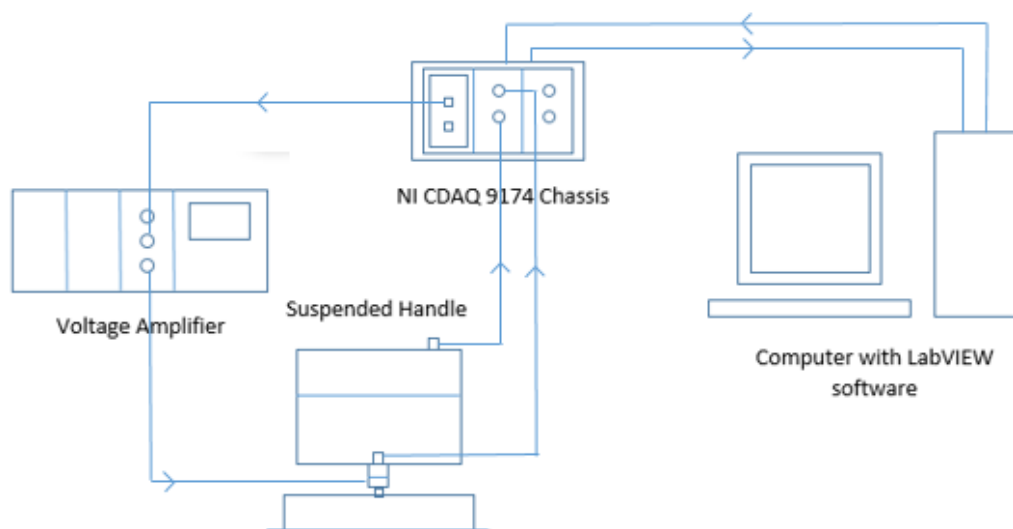 NI CDAQ 9174 Chassis
Voltage Amplifier
Suspended Handle
Computer with LabVIEW
software